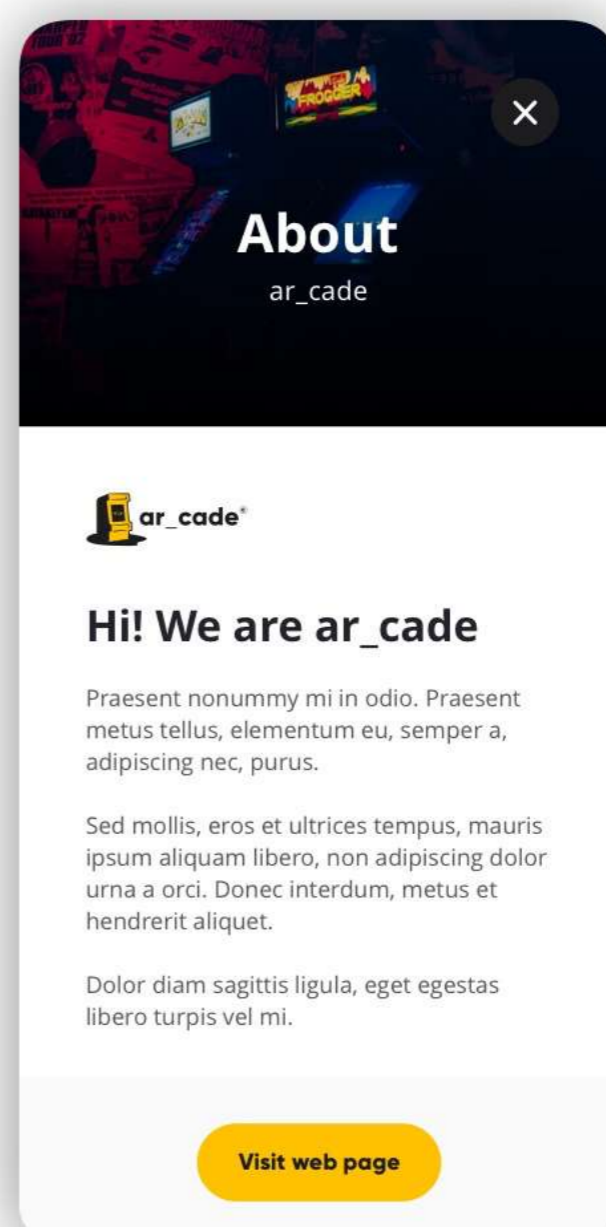 FROGGER
About
ar_cade
ar_cade®
Hi! We are ar_cade
Praesent nonummy mi in odio. Praesent
metus tellus, elementum eu, semper a,
adipiscing nec, purus.
Sed mollis, eros et ultrices tempus, mauris
ipsum aliquam libero, non adipiscing dolor
urna a orci. Donec interdum, metus et
hendrerit aliquet.
Dolor diam sagittis ligula, eget egestas
libero turpis vel mi.
Visit web page